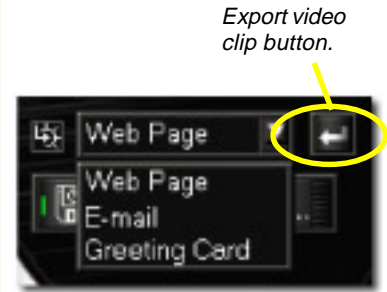 Export video
clip button.
Web Page
Web Page
E-mail
Greeting Card